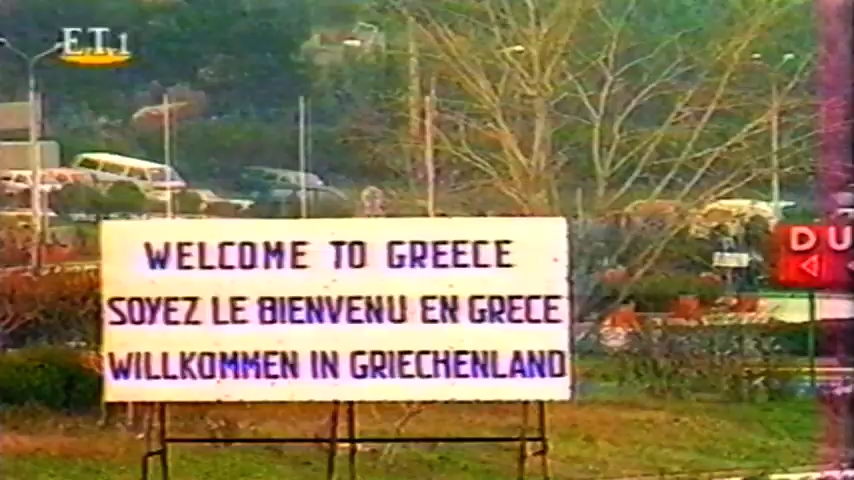 ET1
WELCOME TO GREECE
SOYEZ LE BIENVENU EN GRECE
WILLKOMMEN IN GRIECHENLAND
DU